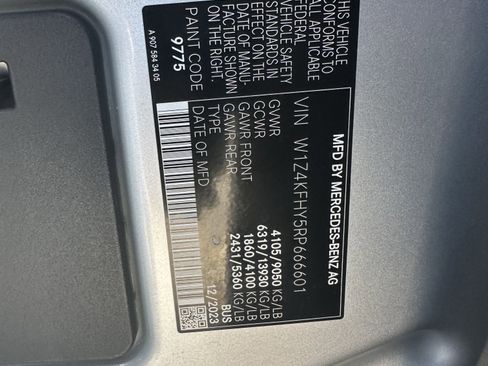 MFD BY MERCEDES-BENZ AG
VIN W1Z4KFHY5RP666601
GVWR 4105/9050 KG/LB
GCWR 6319/13930 KG/LB
GAWR FRONT 1860/4100 KG/LB
GAWR REAR 2431/5360 KG/LB
TYPE BUS
DATE OF MFD 12/2023
THIS VEHICLE
CONFORMS TO
ALL APPLICABLE
VEHICLE SAFETY
EFFECT ON THE
DATE OF MANU-
FACTURE SHOWN
ON THE RIGHT.
PAINT CODE
9775
A 907 584 34 05